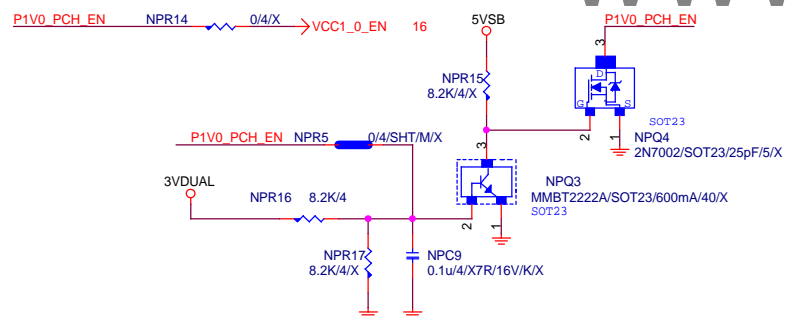 P1V0_PCH_EN NPR14 0/4/X VCC1_0_EN 16
5VSB
P1V0_PCH_EN
3
D
G S
SOT23
2 1
NPQ4
2N7002/SOT23/25pF/5/X
NPR15
8.2K/4/X
P1V0_PCH_EN NPR5 0/4/SHT/M/X
3
3VDUAL
NPR16 8.2K/4
NPQ3
MMBT2222A/SOT23/600mA/40/X
SOT23
2 1
NPR17
8.2K/4/X
NPC9
0.1u/4/X7R/16V/K/X